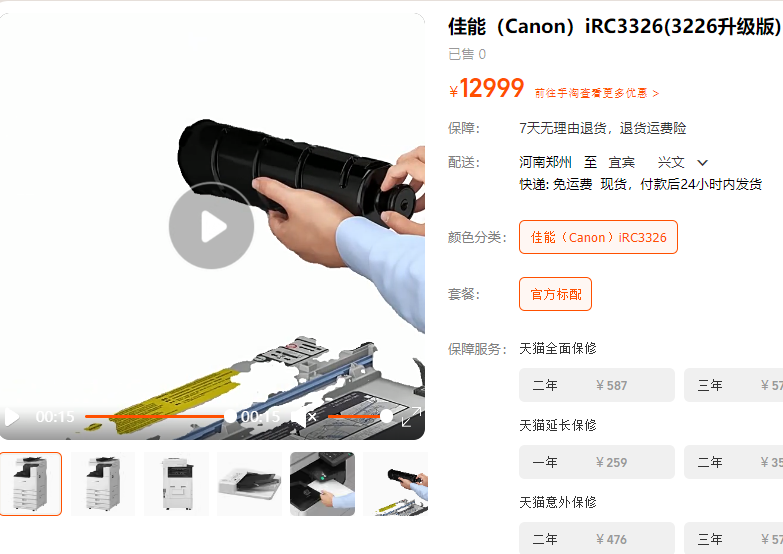 佳能（Canon）iRC3326(3226升级版)
已售 0
￥12999 前往手淘查看更多优惠 >
保障： 7天无理由退货，退货运费险
配送： 河南郑州 至 宜宾 兴文
快递: 免运费 现货，付款后24小时内发货
颜色分类： 佳能（Canon）iRC3326
套餐： 官方标配
保障服务： 天猫全面保修
二年 ￥587 三年
天猫延长保修
一年 ￥259 二年
天猫意外保修
二年 ￥476 三年
00:15 00:15